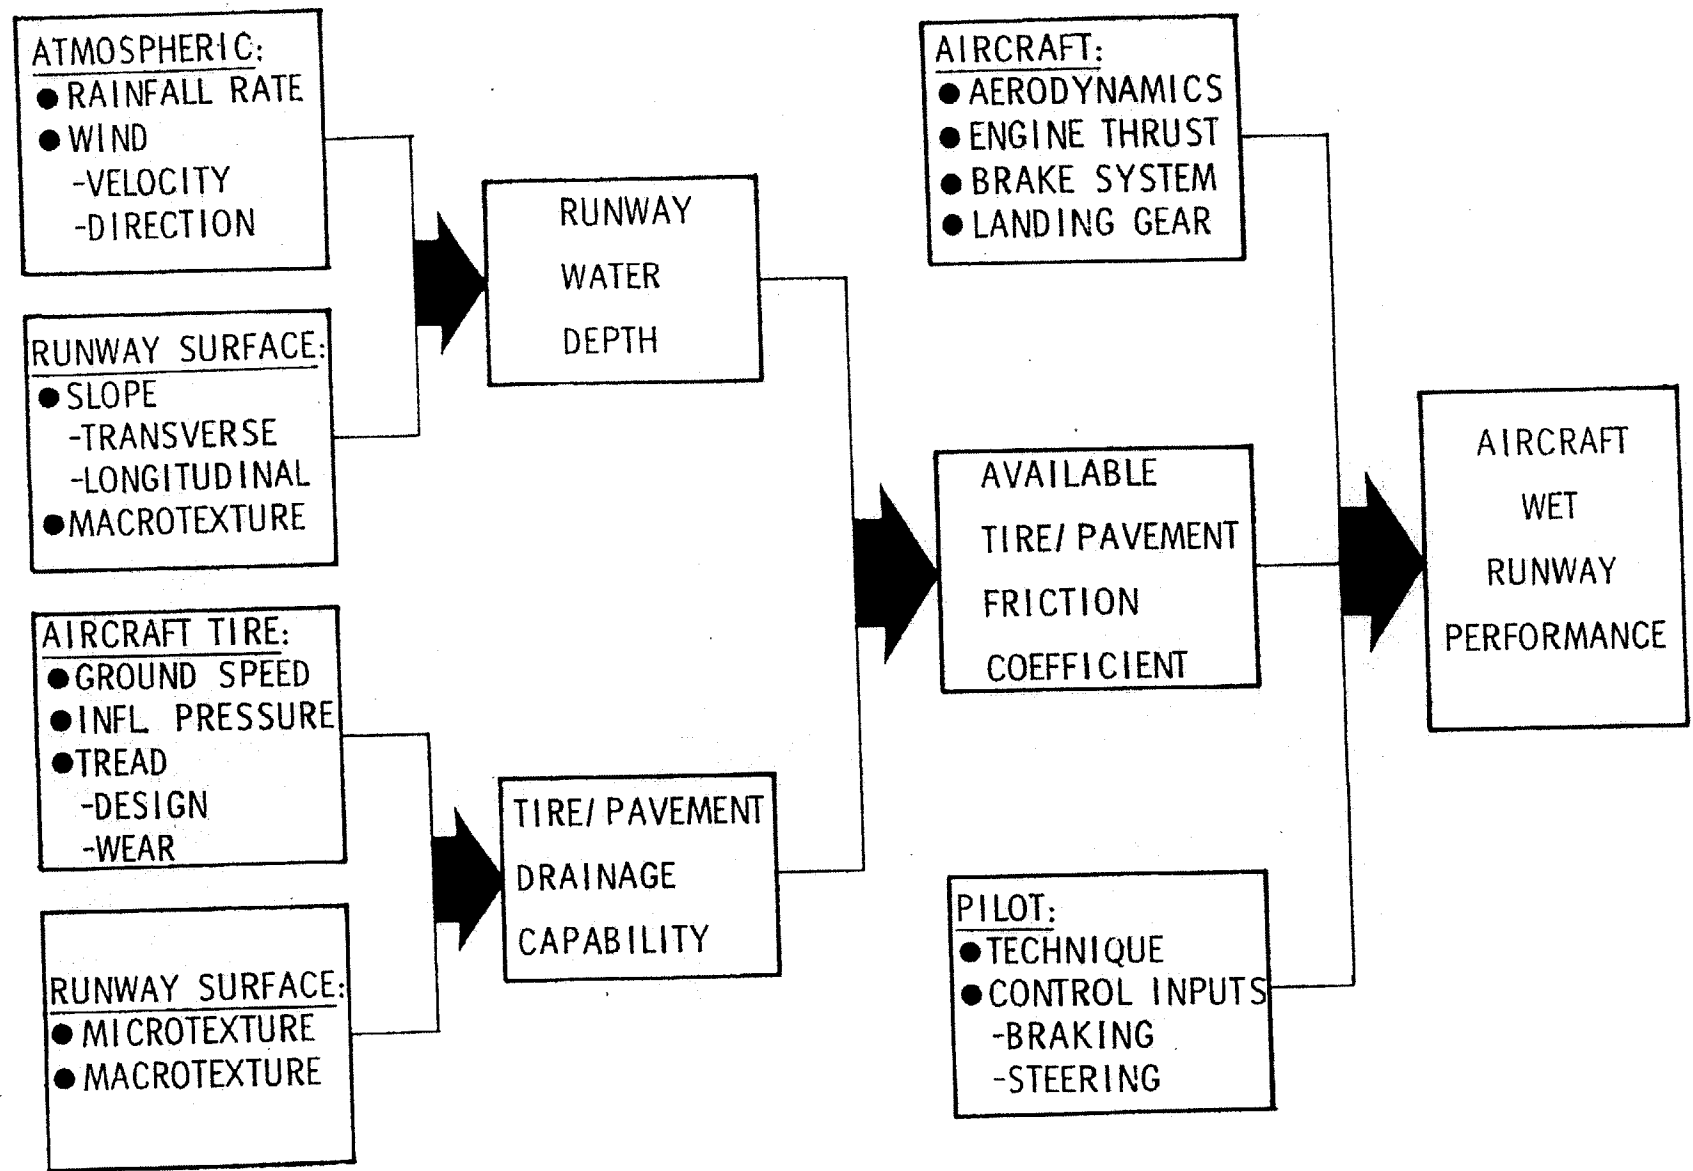 ATMOSPHERIC:
● RAINFALL RATE
● WIND
-VELOCITY
-DIRECTION
RUNWAY SURFACE:
● SLOPE
-TRANSVERSE
-LONGITUDINAL
● MACROTEXTURE
AIRCRAFT TIRE:
● GROUND SPEED
● INFL. PRESSURE
● TREAD
-DESIGN
-WEAR
RUNWAY SURFACE:
● MICROTEXTURE
● MACROTEXTURE
RUNWAY
WATER
DEPTH
TIRE/PAVEMENT
DRAINAGE
CAPABILITY
AIRCRAFT:
● AERODYNAMICS
● ENGINE THRUST
● BRAKE SYSTEM
● LANDING GEAR
AVAILABLE
TIRE/PAVEMENT
FRICTION
COEFFICIENT
PILOT:
● TECHNIQUE
● CONTROL INPUTS
-BRAKING
-STEERING
AIRCRAFT
WET
RUNWAY
PERFORMANCE